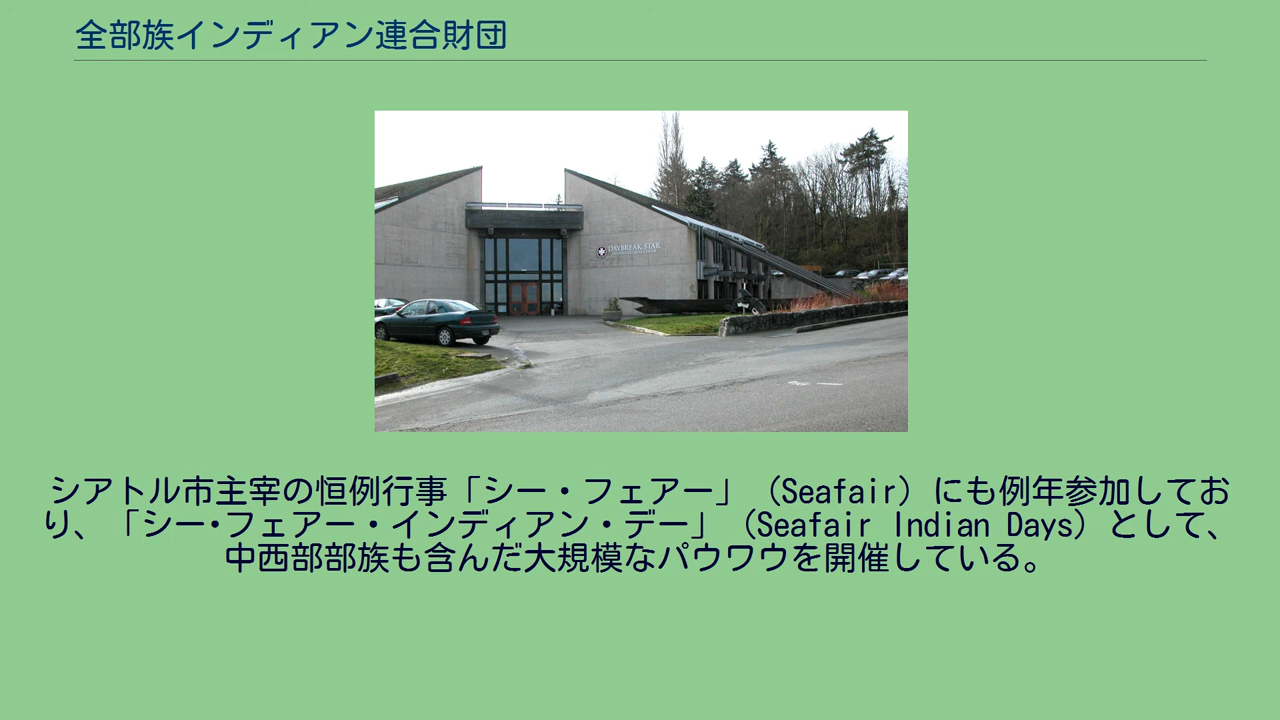 全部族インディアン連合財団
DAYBREAK STAR
シアトル市主宰の恒例行事「シー・フェアー」（Seafair）にも例年参加してお
り、「シー・フェアー・インディアン・デー」（Seafair Indian Days）として、
中西部部族も含んだ大規模なパウワウを開催している。